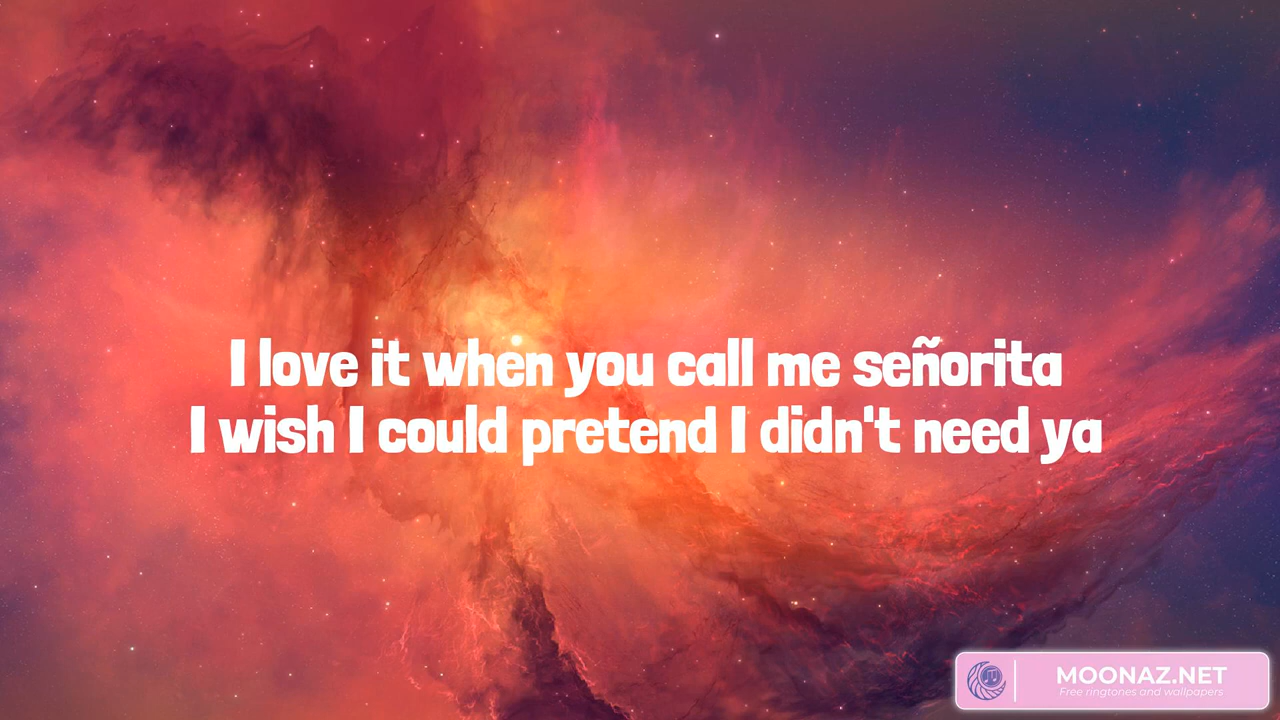 I love it when you call me señorita
I wish I could pretend I didn't need ya
MOONAZ.NET
Free ringtones and wallpapers